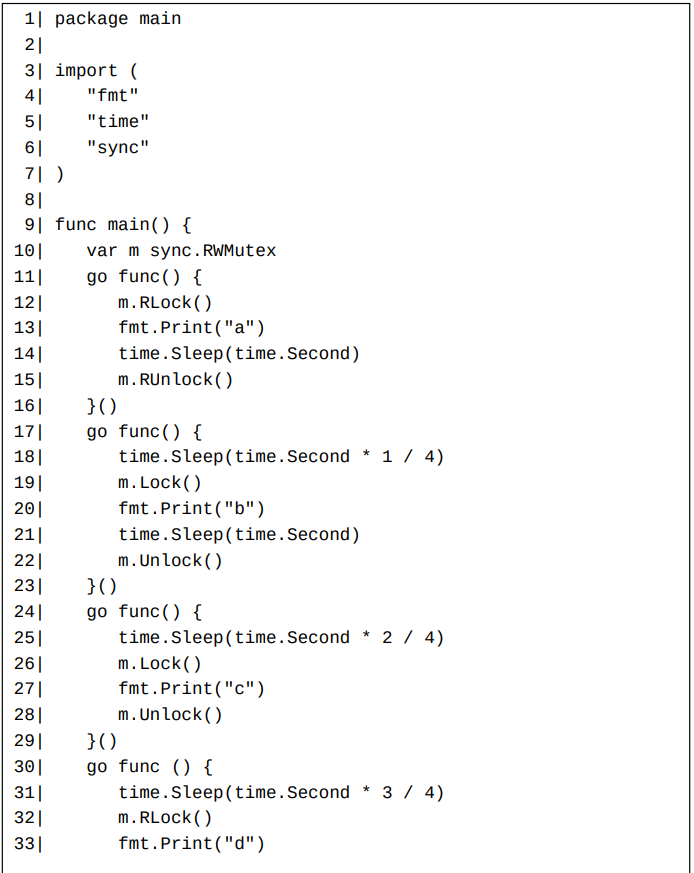 1| package main
2|
3| import (
4|    "fmt"
5|    "time"
6|    "sync"
7| )
8|
9| func main() {
10|    var m sync.RWMutex
11|    go func() {
12|       m.RLock()
13|       fmt.Print("a")
14|       time.Sleep(time.Second)
15|       m.RUnlock()
16|    }()
17|    go func() {
18|       time.Sleep(time.Second * 1 / 4)
19|       m.Lock()
20|       fmt.Print("b")
21|       time.Sleep(time.Second)
22|       m.Unlock()
23|    }()
24|    go func() {
25|       time.Sleep(time.Second * 2 / 4)
26|       m.Lock()
27|       fmt.Print("c")
28|       m.Unlock()
29|    }()
30|    go func () {
31|       time.Sleep(time.Second * 3 / 4)
32|       m.RLock()
33|       fmt.Print("d")